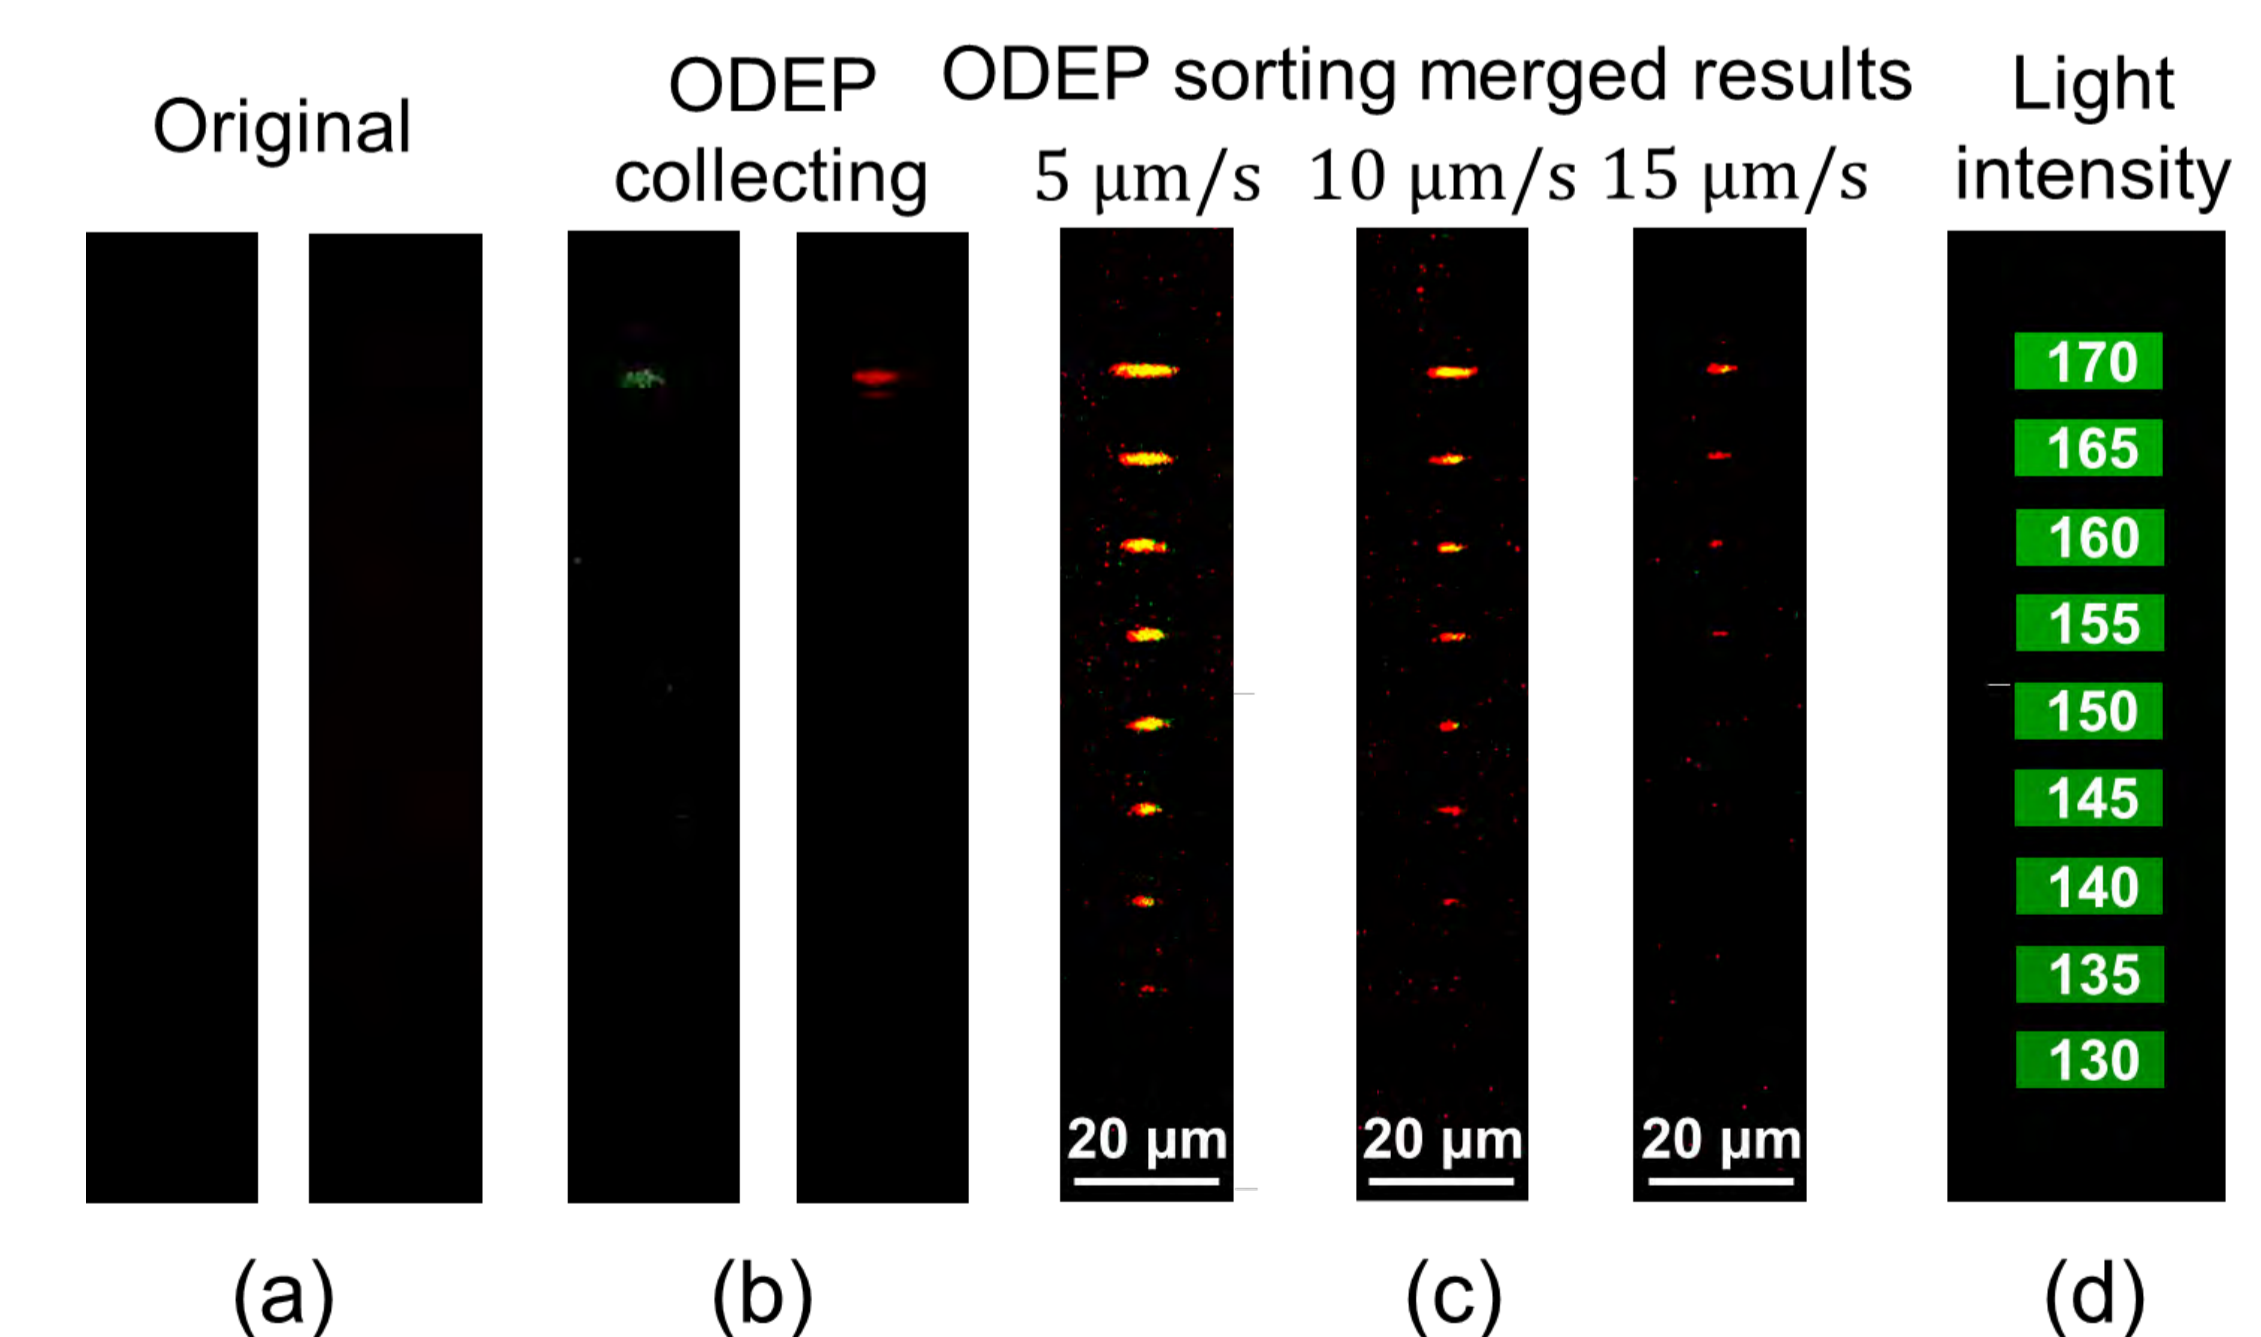 Original
ODEP
collecting
ODEP sorting merged results
5 μm/s 10 μm/s 15 μm/s
Light
intensity
170
165
160
155
150
145
140
135
130
20 μm
20 μm
20 μm
(a)
(b)
(c)
(d)